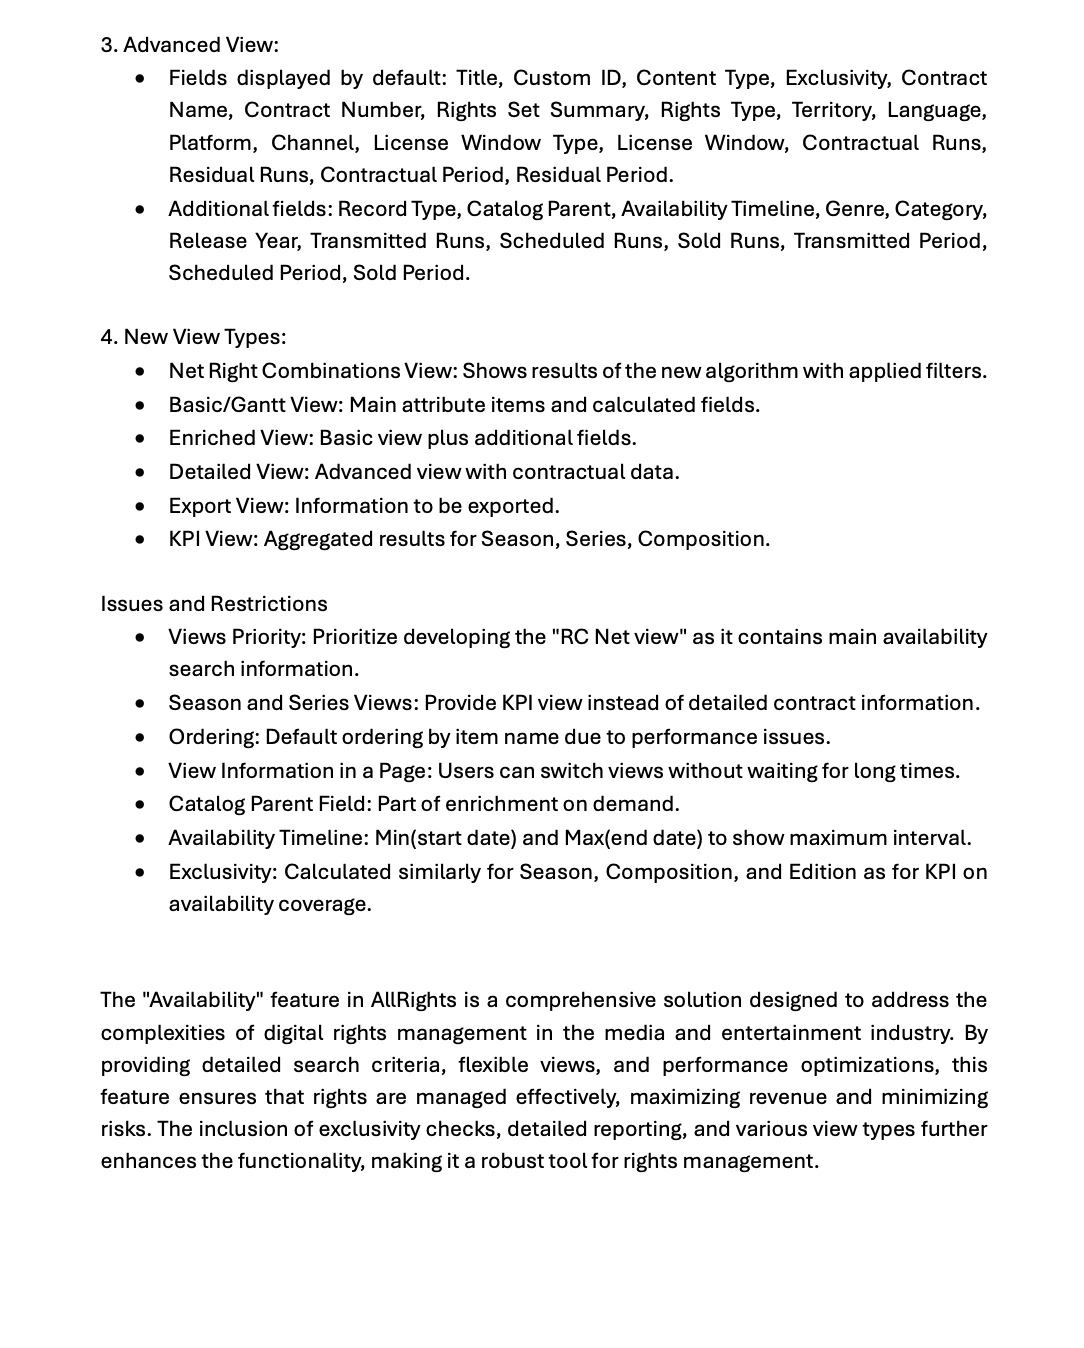 3. Advanced View:
• Fields displayed by default: Title, Custom ID, Content Type, Exclusivity, Contract
Name, Contract Number, Rights Set Summary, Rights Type, Territory, Language,
Platform, Channel, License Window Type, License Window, Contractual Runs,
Residual Runs, Contractual Period, Residual Period.
• Additional fields: Record Type, Catalog Parent, Availability Timeline, Genre, Category,
Release Year, Transmitted Runs, Scheduled Runs, Sold Runs, Transmitted Period,
Scheduled Period, Sold Period.
4. New View Types:
• Net Right Combinations View: Shows results of the new algorithm with applied filters.
• Basic/Gantt View: Main attribute items and calculated fields.
• Enriched View: Basic view plus additional fields.
• Detailed View: Advanced view with contractual data.
• Export View: Information to be exported.
• KPI View: Aggregated results for Season, Series, Composition.
Issues and Restrictions
• Views Priority: Prioritize developing the "RC Net view" as it contains main availability
search information.
• Season and Series Views: Provide KPI view instead of detailed contract information.
• Ordering: Default ordering by item name due to performance issues.
• View Information in a Page: Users can switch views without waiting for long times.
• Catalog Parent Field: Part of enrichment on demand.
• Availability Timeline: Min(start date) and Max(end date) to show maximum interval.
• Exclusivity: Calculated similarly for Season, Composition, and Edition as for KPI on
availability coverage.
The "Availability" feature in AllRights is a comprehensive solution designed to address the
complexities of digital rights management in the media and entertainment industry. By
providing detailed search criteria, flexible views, and performance optimizations, this
feature ensures that rights are managed effectively, maximizing revenue and minimizing
risks. The inclusion of exclusivity checks, detailed reporting, and various view types further
enhances the functionality, making it a robust tool for rights management.